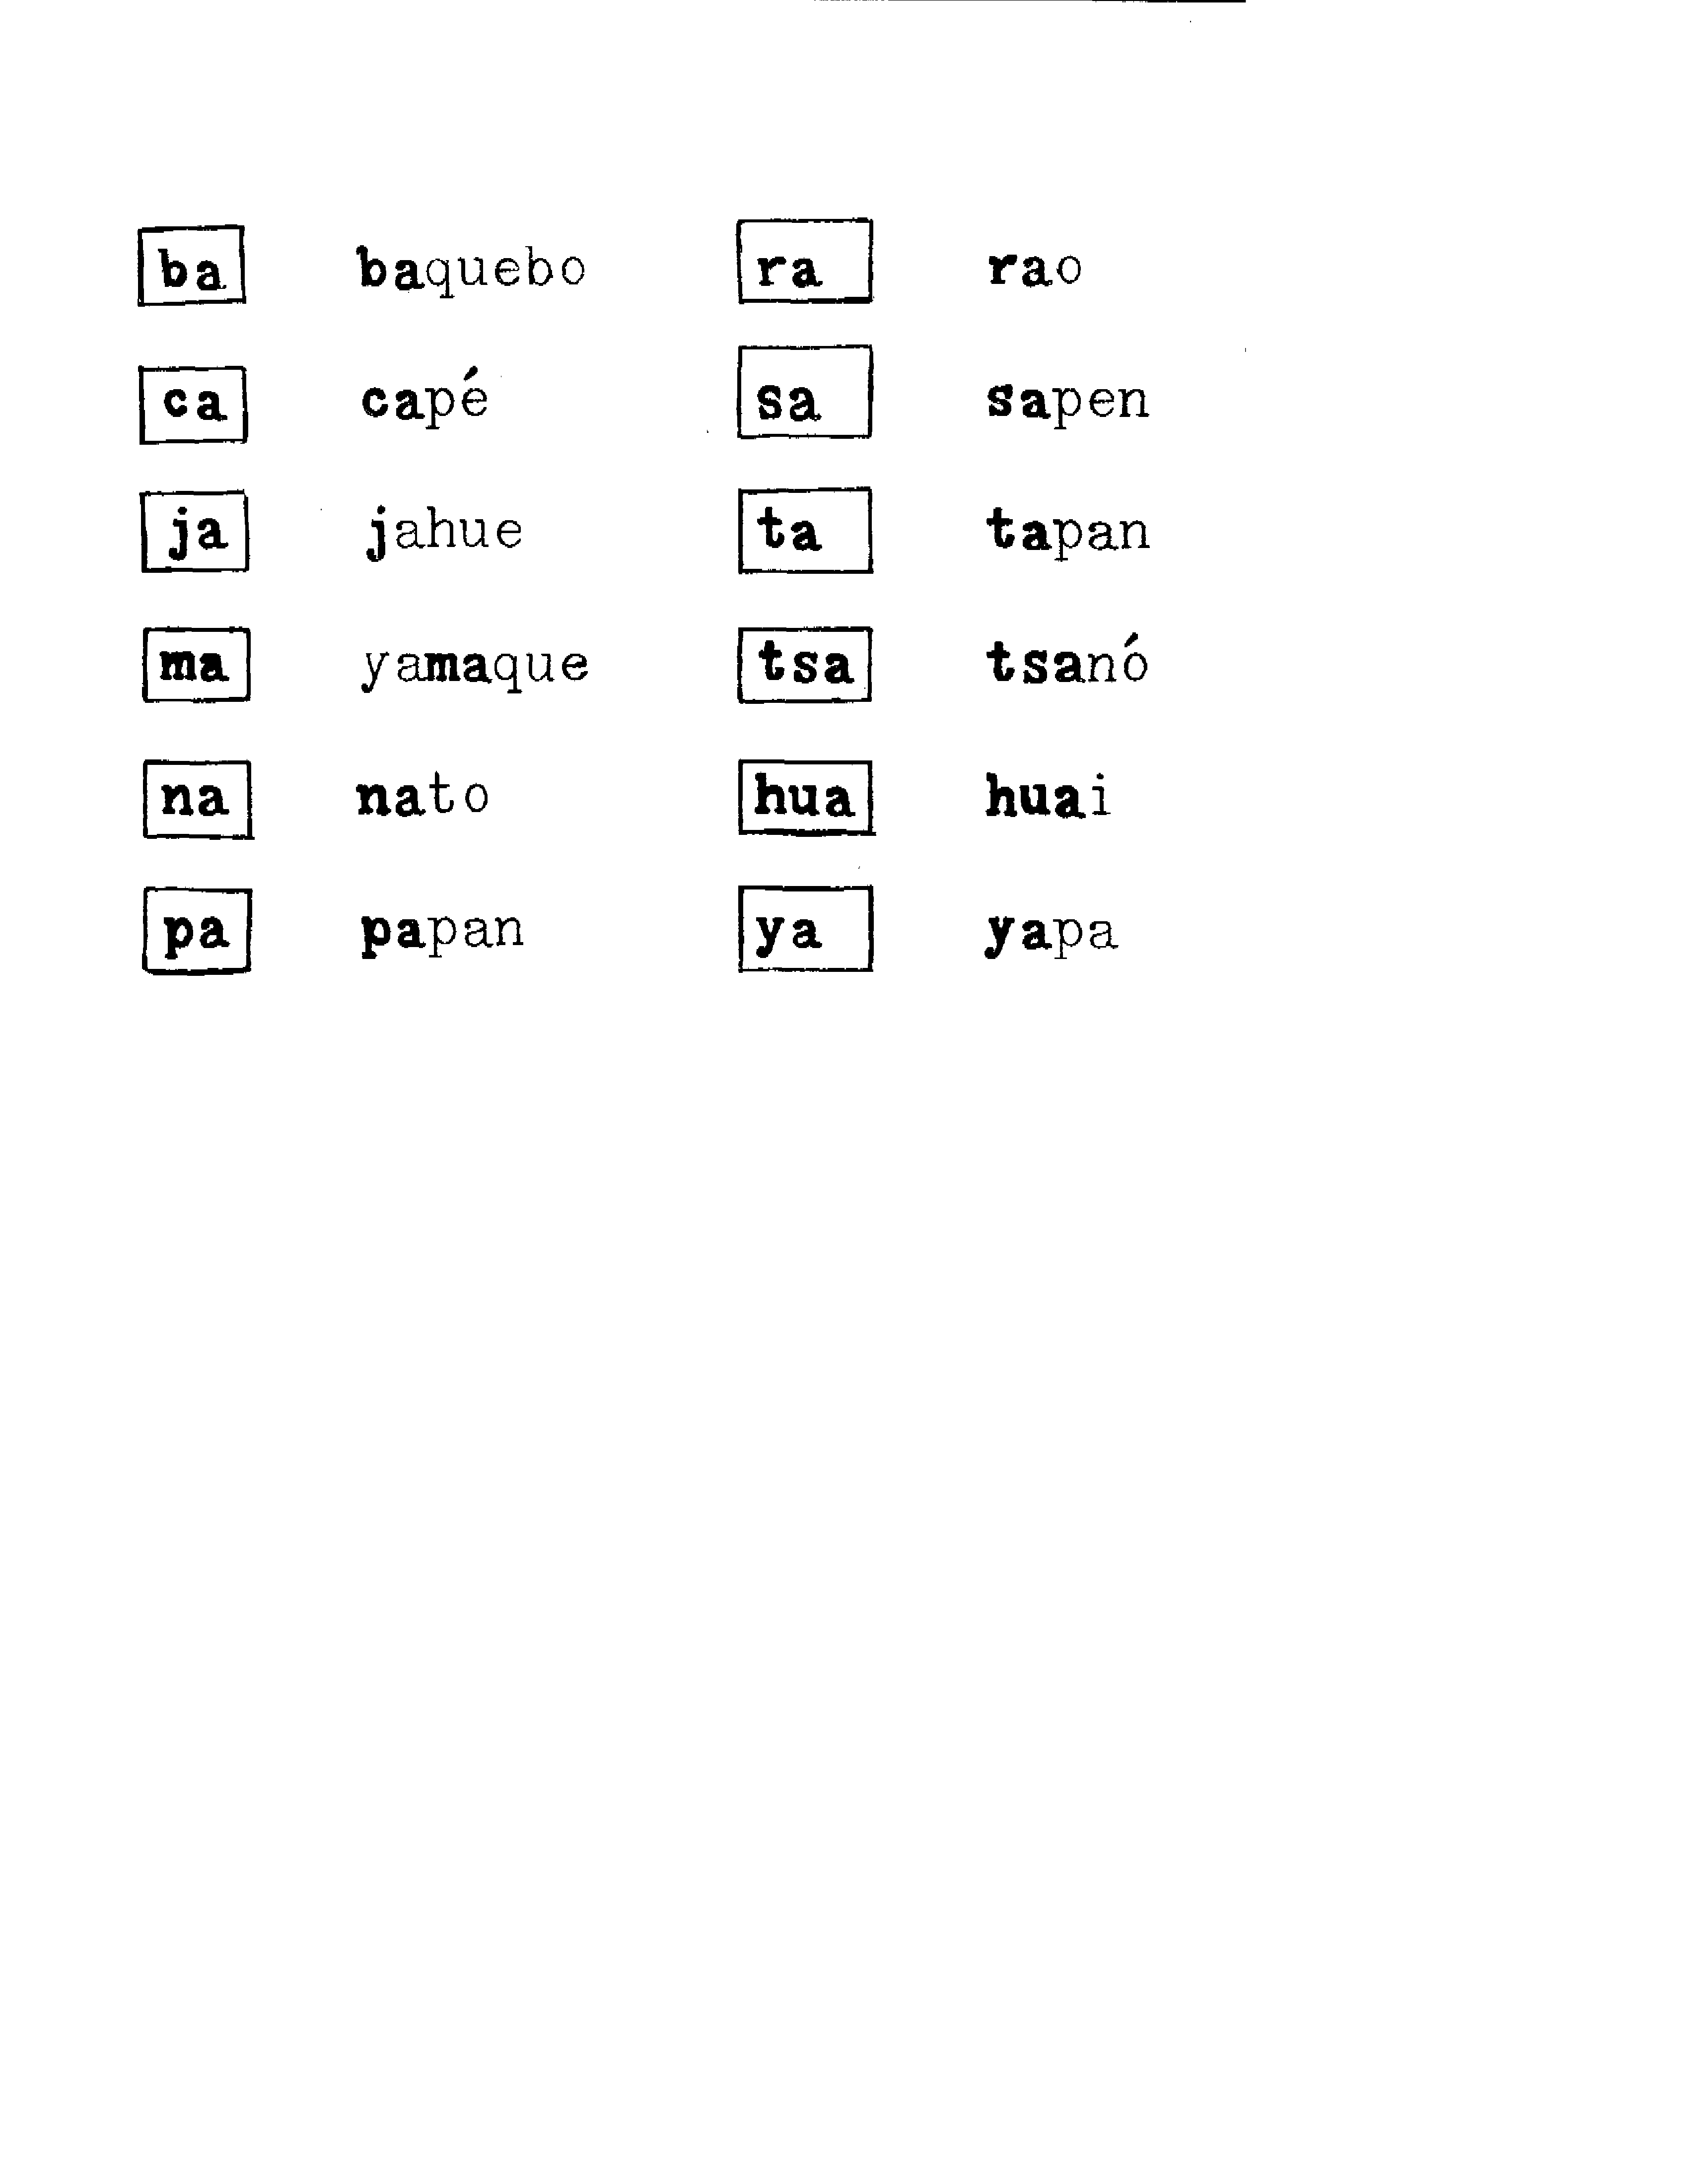 ba baquebo ra rao
ca capé sa sapen
ja jahue ta tapan
ma yamaque tsa tsanó
na nato hua huai
pa papan ya yapa